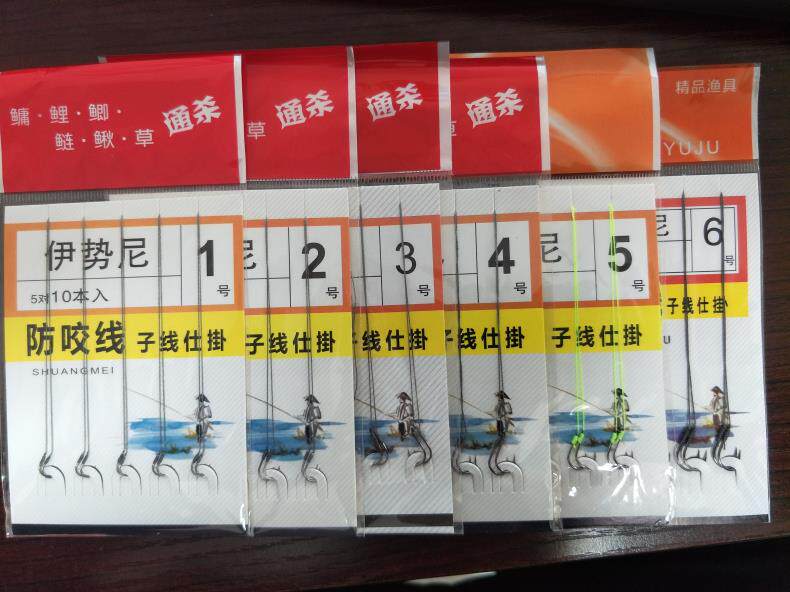 鳙·鲤·鲫·
鲢·鳅·草
通杀
伊势尼
1
号
5对10本入
防咬线 子线仕掛
SHUANGMEI
草
通杀
尼
2
号
子线仕掛
通杀
3
号
线仕掛
通杀
4
号
子线仕掛
尼
5
号
子线仕掛
精品渔具
YUJU
尼
6
号
子线仕掛